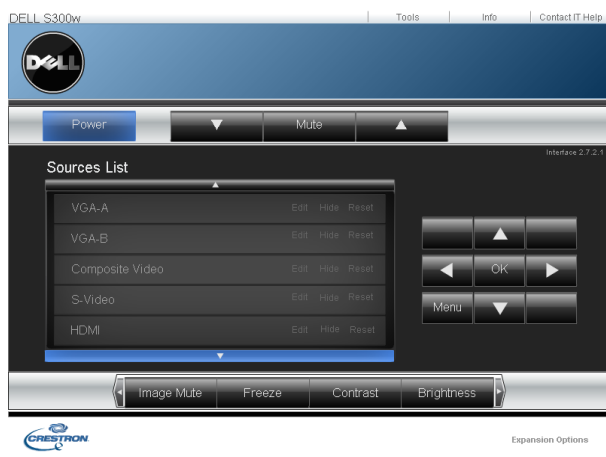 DELL S300w Tools Info Contact IT Help
DELL
Power Mute
Interface 2.7.2.1
Sources List
VGA-A Edit Hide Reset
VGA-B Edit Hide Reset
Composite Video Edit Hide Reset
S-Video Edit Hide Reset
HDMI Edit Hide Reset
OK
Menu
Image Mute Freeze Contrast Brightness
CRESTRON Expansion Options